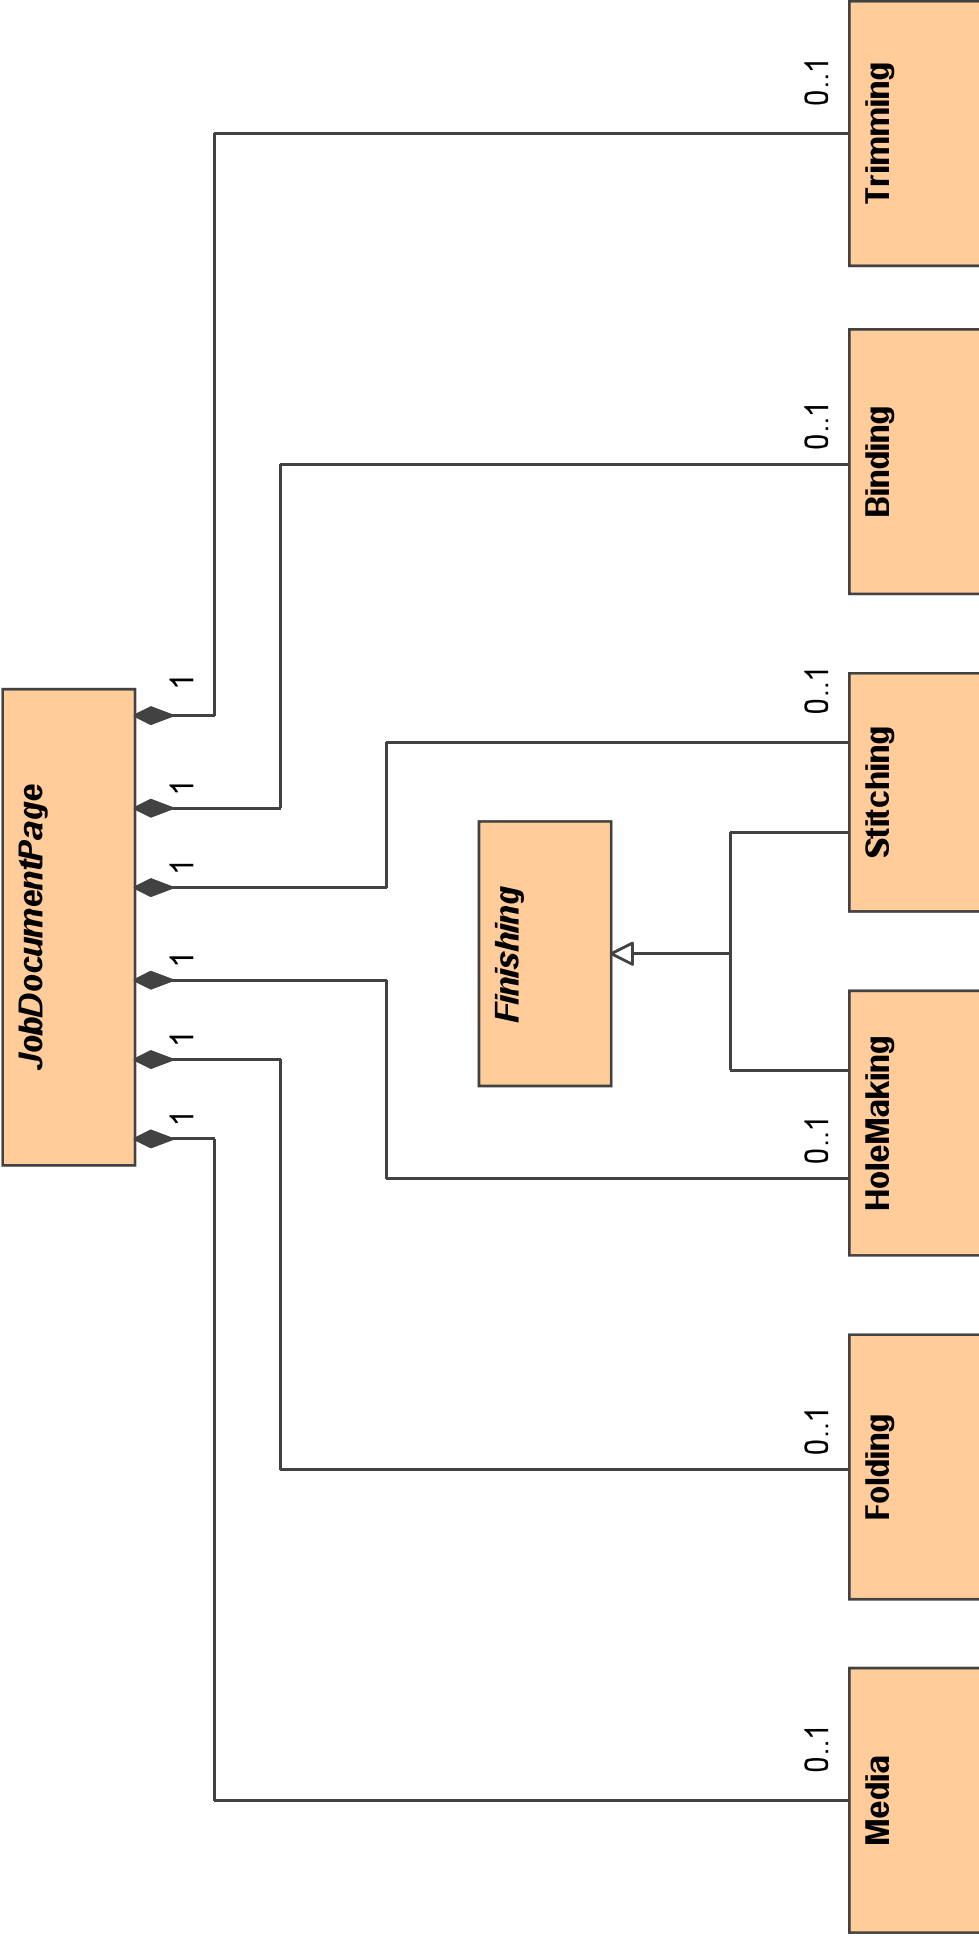 JobDocumentPage
1
1
1
1
1
1
Finishing
0..1
0..1
0..1
0..1
0..1
0..1
Media
Folding
HoleMaking
Stitching
Binding
Trimming